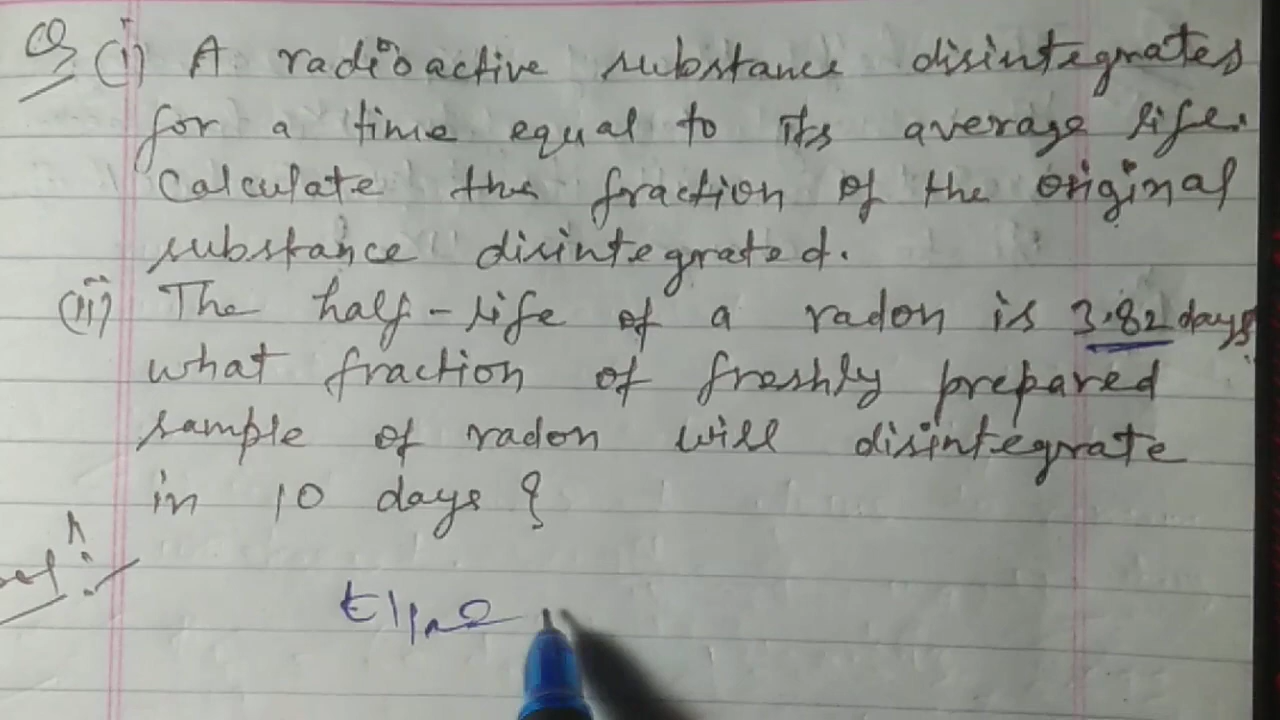 Q (i) A radioactive substance disintegrates
for a time equal to its average life.
Calculate the fraction of the original
substance disintegrated.
(ii) The half-life of a radon is 3.82 days
what fraction of freshly prepared
sample of radon will disintegrate
in 10 days ?
t1/2